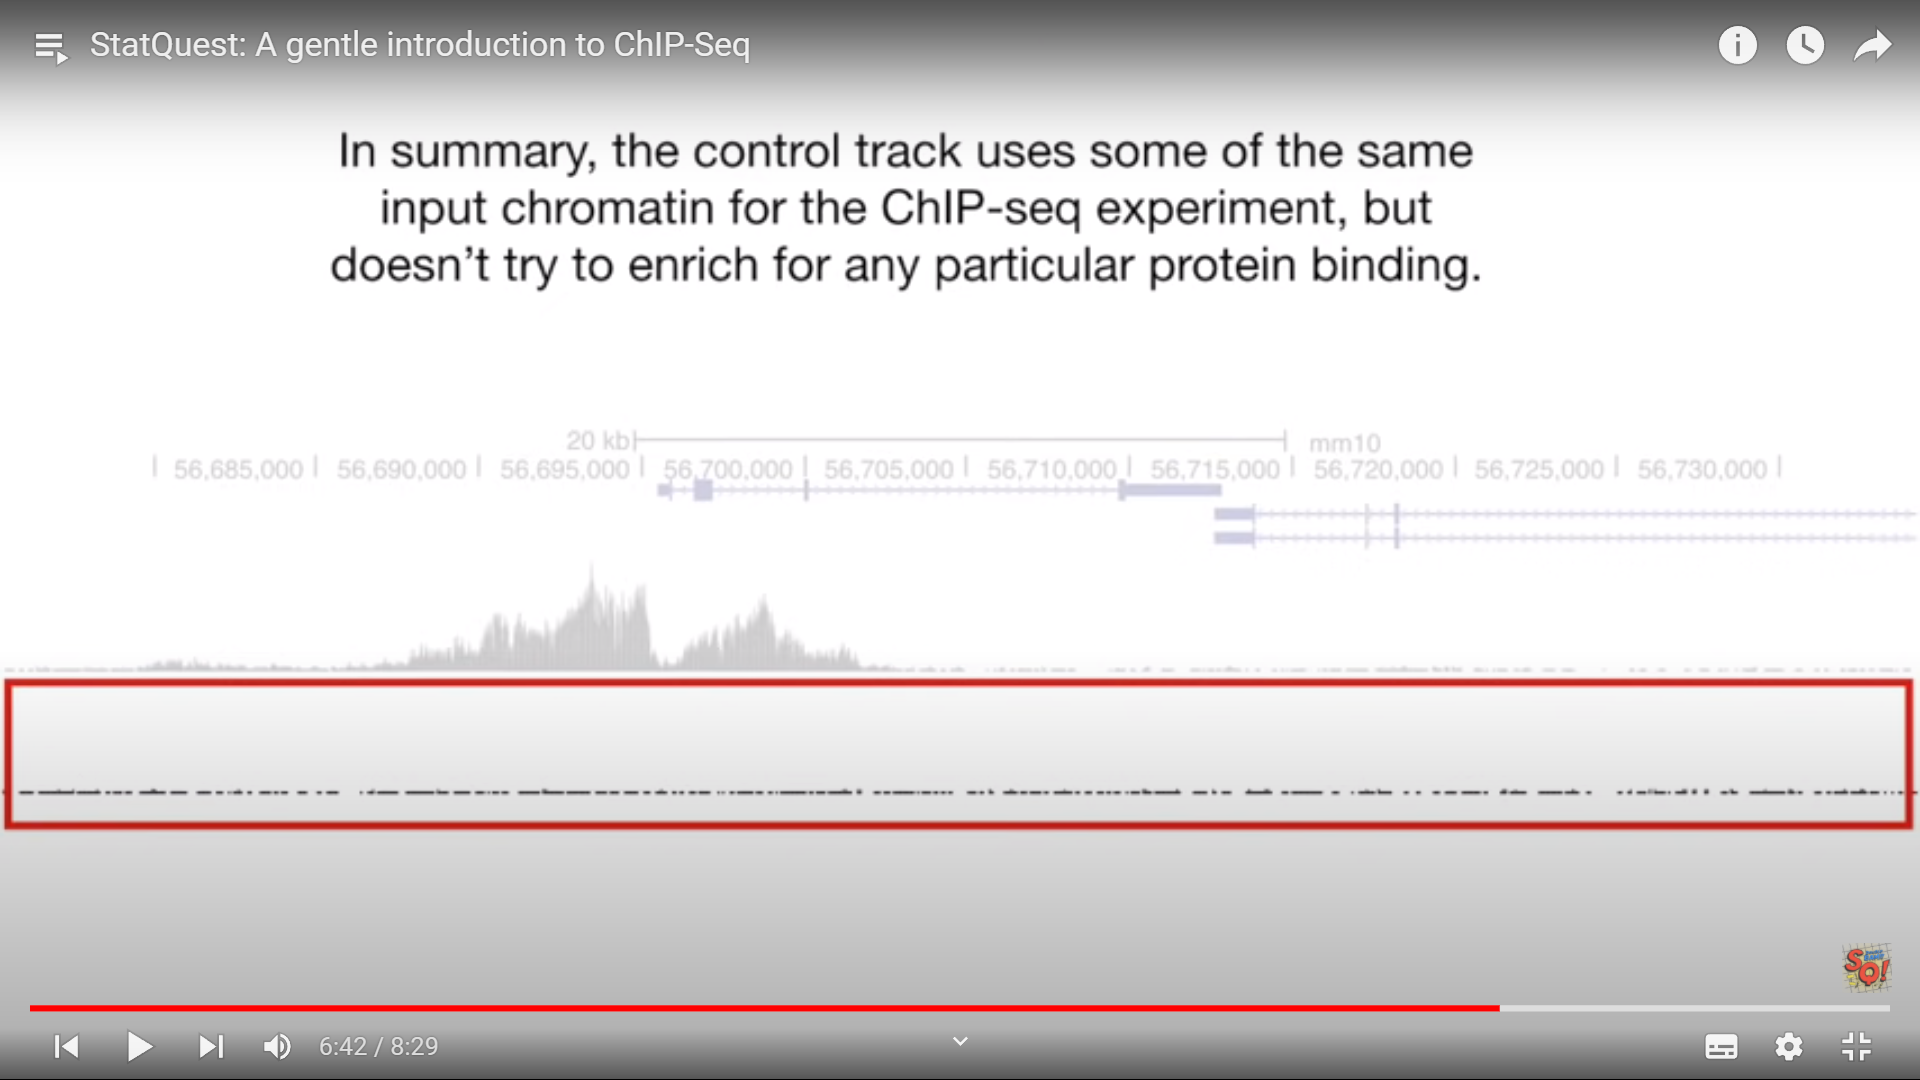 StatQuest: A gentle introduction to ChIP-Seq
In summary, the control track uses some of the same
input chromatin for the ChIP-seq experiment, but
doesn’t try to enrich for any particular protein binding.
20 kb mm10
56,685,000 56,690,000 56,695,000 56,700,000 56,705,000 56,710,000 56,715,000 56,720,000 56,725,000 56,730,000
SQ!
6:42 / 8:29